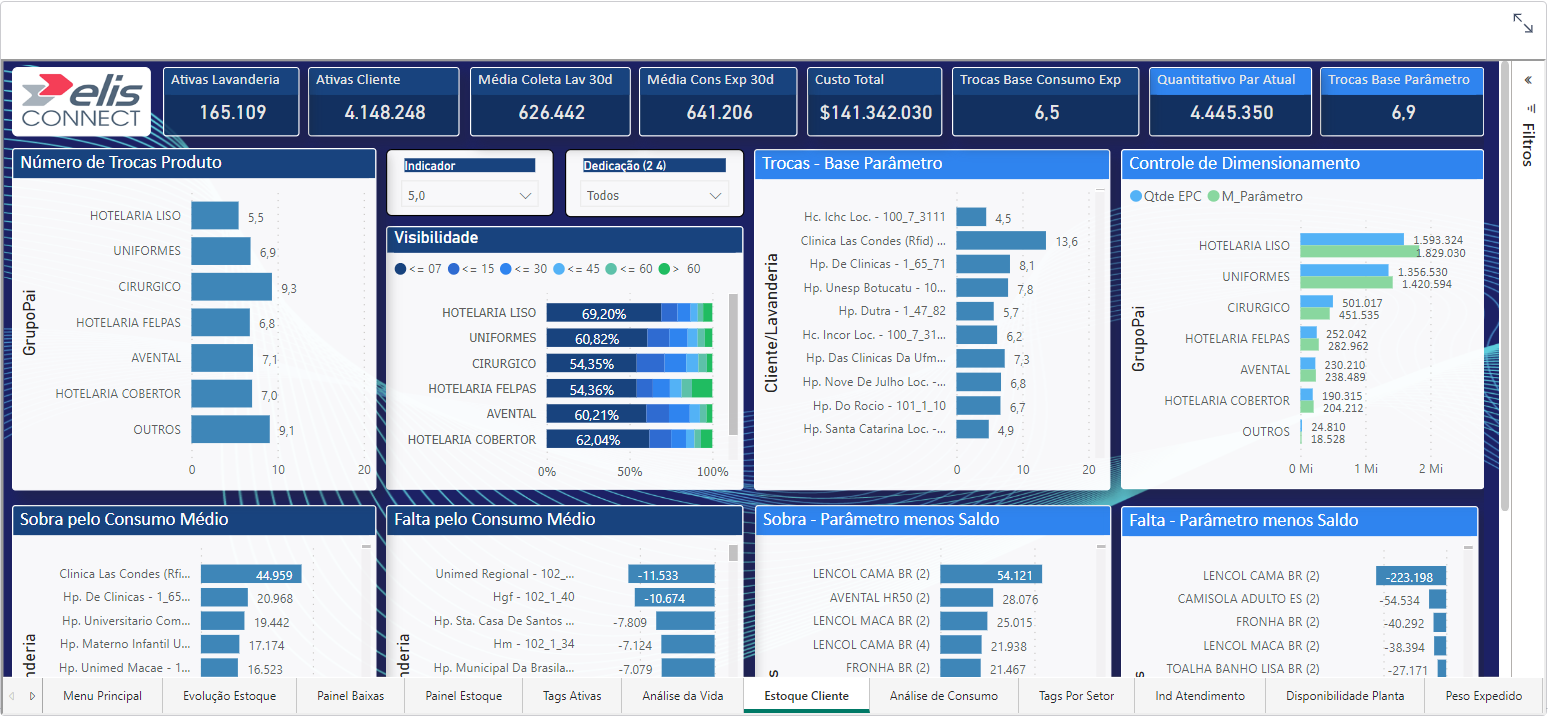 elis
CONNECT
Ativas Lavanderia
165.109
Ativas Cliente
4.148.248
Média Coleta Lav 30d
626.442
Média Cons Exp 30d
641.206
Custo Total
$141.342.030
Trocas Base Consumo Exp
6,5
Quantitativo Par Atual
4.445.350
Trocas Base Parâmetro
6,9
Filtros
Número de Trocas Produto
GrupoPai
HOTELARIA LISO 5,5
UNIFORMES 6,9
CIRURGICO 9,3
HOTELARIA FELPAS 6,8
AVENTAL 7,1
HOTELARIA COBERTOR 7,0
OUTROS 9,1
0 10 20
Indicador
5,0
Dedicação (2 4)
Todos
Visibilidade
<= 07 <= 15 <= 30 <= 45 <= 60 > 60
HOTELARIA LISO 69,20%
UNIFORMES 60,82%
CIRURGICO 54,35%
HOTELARIA FELPAS 54,36%
AVENTAL 60,21%
HOTELARIA COBERTOR 62,04%
0% 50% 100%
Trocas - Base Parâmetro
Cliente/Lavanderia
Hc. Ichc Loc. - 100_7_3111 4,5
Clinica Las Condes (Rfid) ... 13,6
Hp. De Clinicas - 1_65_71 8,1
Hp. Unesp Botucatu - 10... 7,8
Hp. Dutra - 1_47_82 5,7
Hc. Incor Loc. - 100_7_31... 6,2
Hp. Das Clinicas Da Ufm... 7,3
Hp. Nove De Julho Loc. -... 6,8
Hp. Do Rocio - 101_1_10 6,7
Hp. Santa Catarina Loc. -... 4,9
0 10 20
Controle de Dimensionamento
Qtde EPC M_Parâmetro
GrupoPai
HOTELARIA LISO 1.593.324
1.829.030
UNIFORMES 1.356.530
1.420.594
CIRURGICO 501.017
451.535
HOTELARIA FELPAS 252.042
282.962
AVENTAL 230.210
238.489
HOTELARIA COBERTOR 190.315
204.212
OUTROS 24.810
18.528
0 Mi 1 Mi 2 Mi
Sobra pelo Consumo Médio
nderia
Clinica Las Condes (Rfi... 44.959
Hp. De Clinicas - 1_65... 20.968
Hp. Universitario Com... 19.442
Hp. Materno Infantil U... 17.174
Hp. Unimed Macae - 1... 16.523
Falta pelo Consumo Médio
nderia
Unimed Regional - 102_... -11.533
Hgf - 102_1_40 -10.674
Hp. Sta. Casa De Santos ... -7.809
Hm - 102_1_34 -7.124
Hp. Municipal Da Brasila... -7.079
Sobra - Parâmetro menos Saldo
s
LENCOL CAMA BR (2) 54.121
AVENTAL HR50 (2) 28.076
LENCOL MACA BR (2) 25.015
LENCOL CAMA BR (4) 21.938
FRONHA BR (2) 21.467
Falta - Parâmetro menos Saldo
s
LENCOL CAMA BR (2) -223.198
CAMISOLA ADULTO ES (2) -54.534
FRONHA BR (2) -40.292
LENCOL MACA BR (2) -38.394
TOALHA BANHO LISA BR (2) -27.171
Menu Principal Evolução Estoque Painel Baixas Painel Estoque Tags Ativas Análise da Vida Estoque Cliente Análise de Consumo Tags Por Setor Ind Atendimento Disponibilidade Planta Peso Expedido